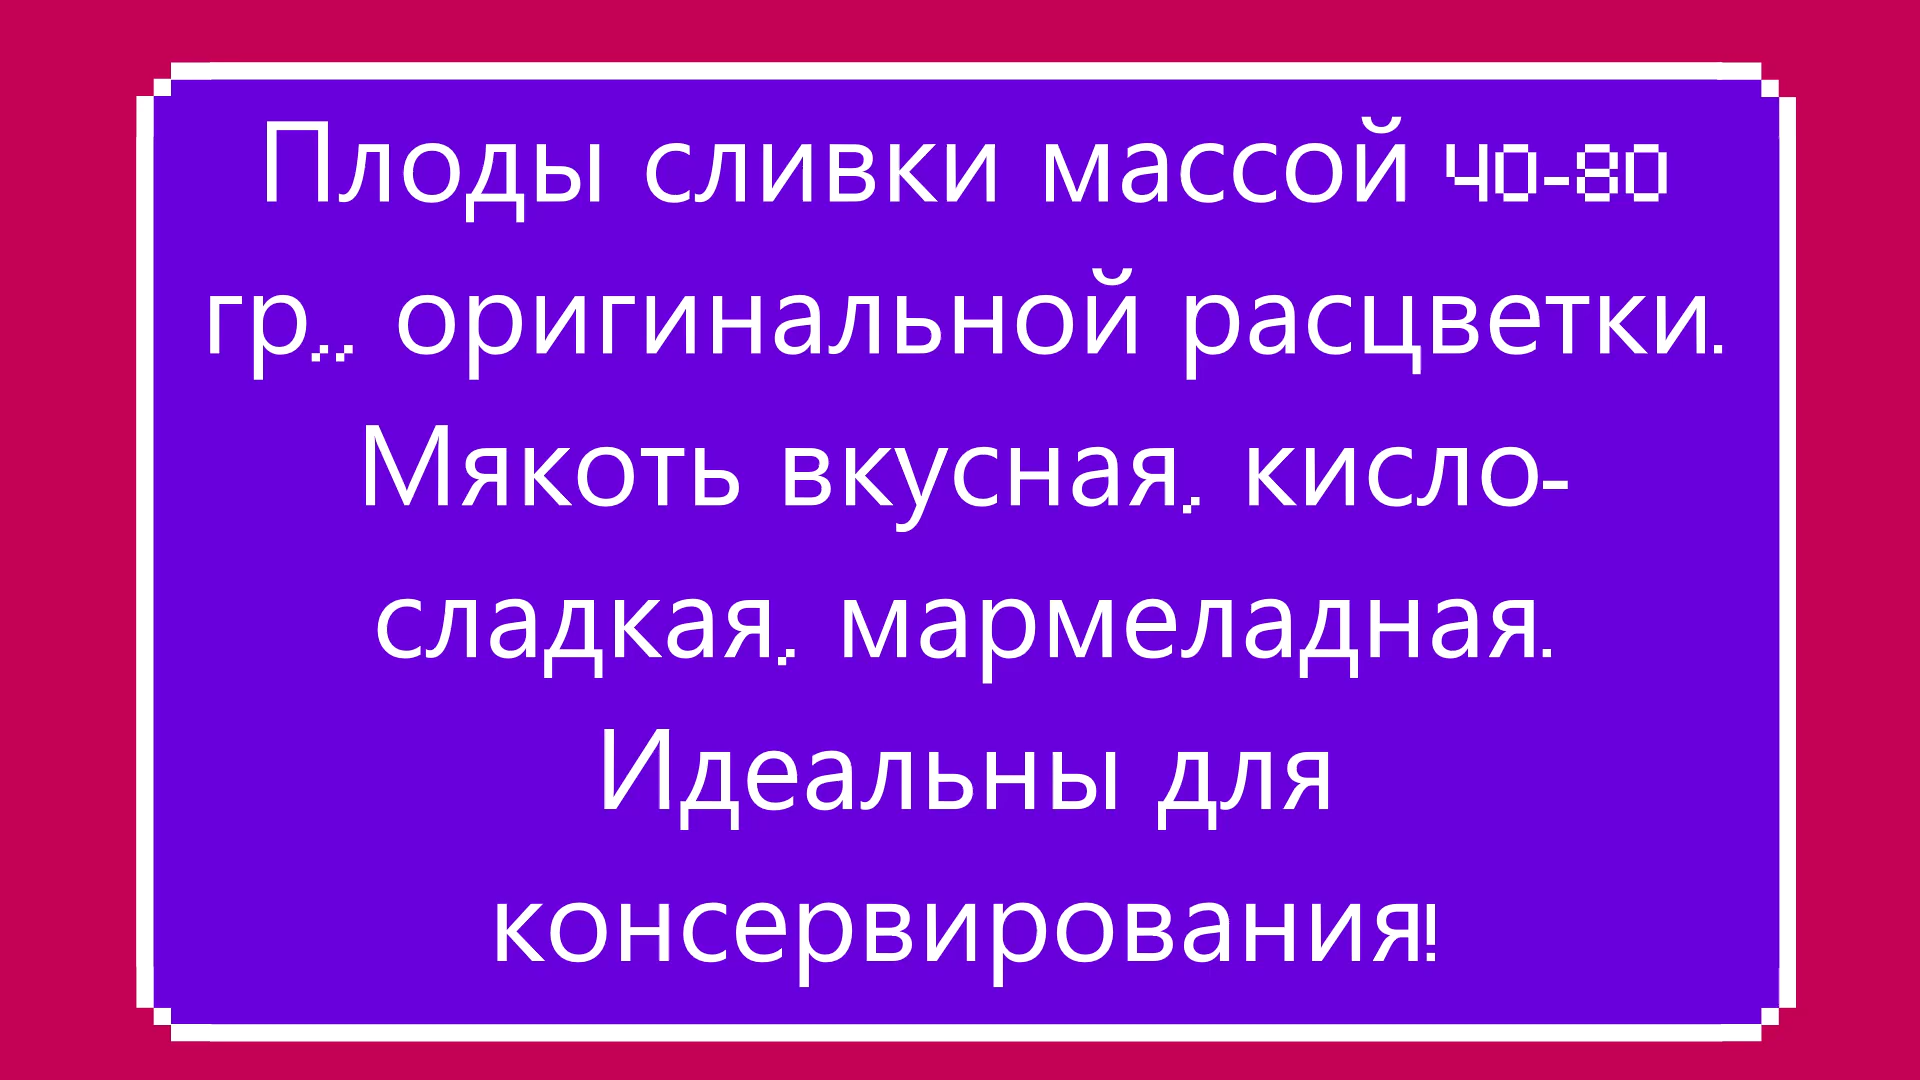 Плоды сливки массой 40-80
гр,, оригинальной расцветки.
Мякоть вкусная, кисло-
сладкая, мармеладная.
Идеальны для
консервирования!